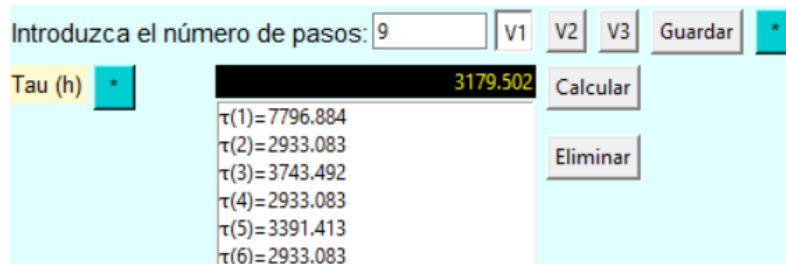 Introduzca el número de pasos: 9 V1 V2 V3 Guardar *
Tau (h) * 3179.502 Calcular
τ(1)=7796.884
τ(2)=2933.083
Eliminar
τ(3)=3743.492
τ(4)=2933.083
τ(5)=3391.413
τ(6)=2933.083